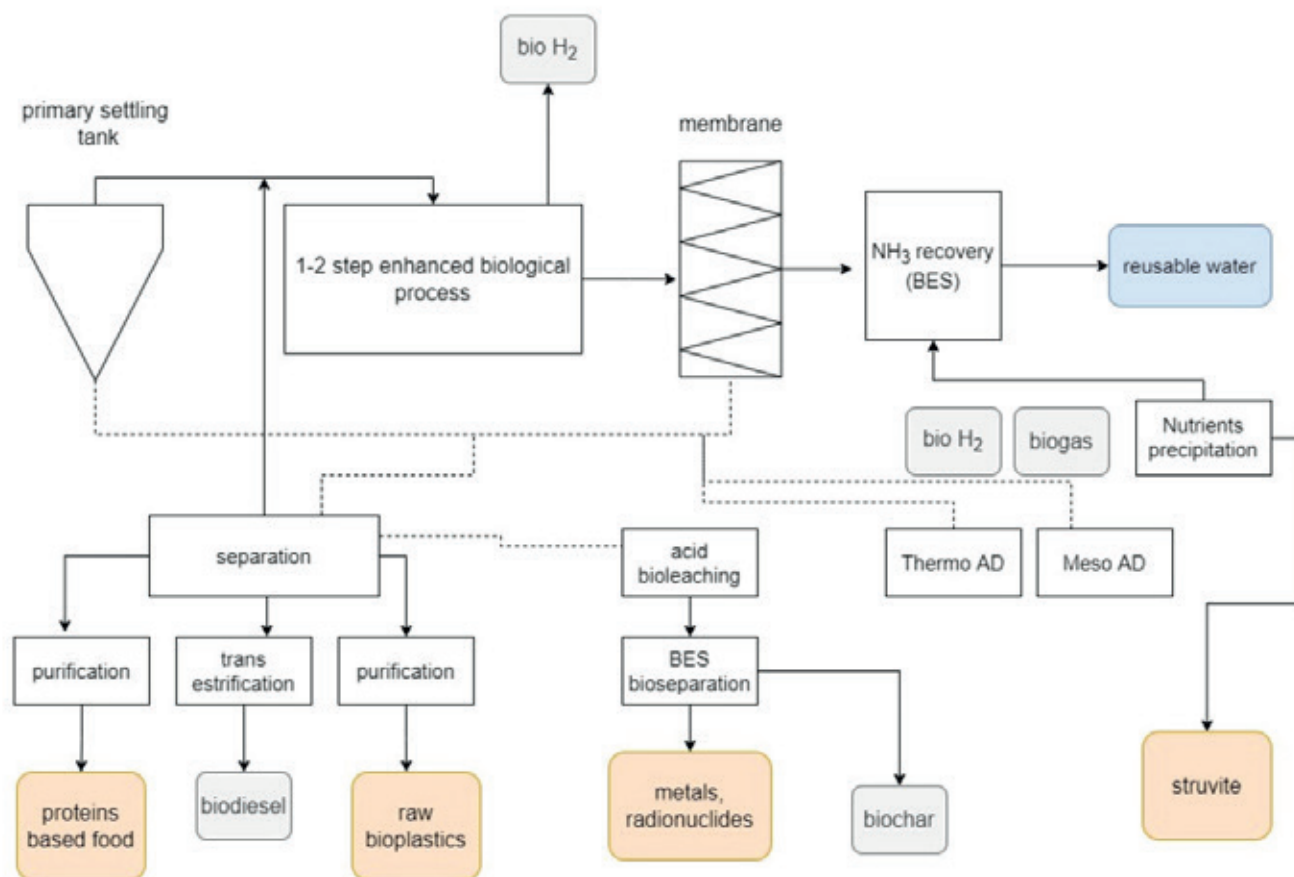 bio H₂
primary settling
tank
membrane
1-2 step enhanced biological
process
NH₃ recovery
(BES)
reusable water
bio H₂
biogas
Nutrients
precipitation
separation
acid
bioleaching
Thermo AD
Meso AD
purification
trans
estrification
purification
BES
bioseparation
proteins
based food
biodiesel
raw
bioplastics
metals,
radionuclides
biochar
struvite